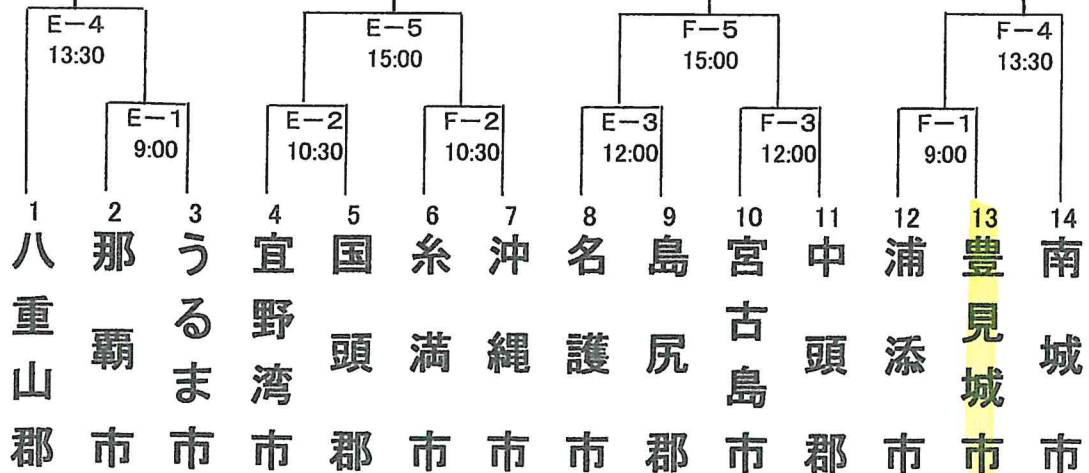 E－4 E－5 F－5 F－4
13:30 15:00 15:00 13:30
E－1 E－2 F－2 E－3 F－3 F－1
9:00 10:30 10:30 12:00 12:00 9:00
1 2 3 4 5 6 7 8 9 10 11 12 13 14
八重山郡
那覇市
うるま市
宜野湾市
国頭郡
糸満市
沖縄市
名護市
島尻郡
宮古島市
中頭郡
浦添市
豊見城市
南城市